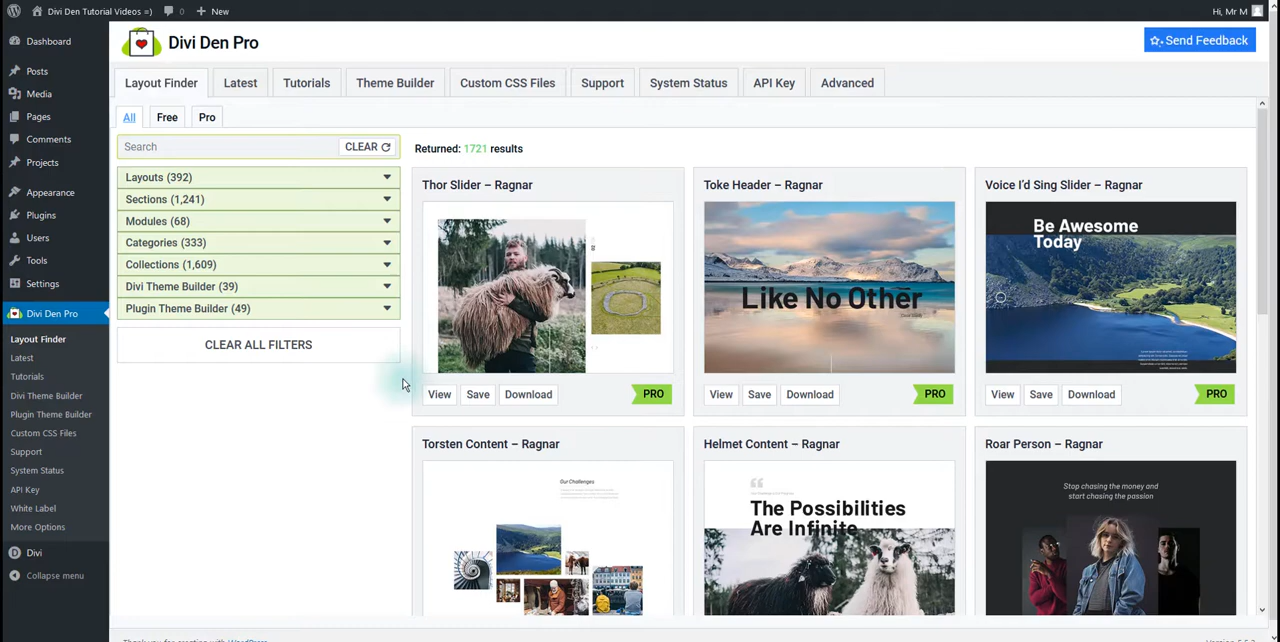 Divi Den Tutorial Videos =)
0
New
Hi, Mr M
Dashboard
Posts
Media
Pages
Comments
Projects
Appearance
Plugins
Users
Tools
Settings
Divi Den Pro
Layout Finder
Latest
Tutorials
Divi Theme Builder
Plugin Theme Builder
Custom CSS Files
Support
System Status
API Key
White Label
More Options
Divi
Collapse menu
Divi Den Pro
Send Feedback
Layout Finder
Latest
Tutorials
Theme Builder
Custom CSS Files
Support
System Status
API Key
Advanced
All
Free
Pro
Search
CLEAR
Layouts (392)
Sections (1,241)
Modules (68)
Categories (333)
Collections (1,609)
Divi Theme Builder (39)
Plugin Theme Builder (49)
CLEAR ALL FILTERS
Returned: 1721 results
Thor Slider – Ragnar
View
Save
Download
PRO
Toke Header – Ragnar
Like No Other
View
Save
Download
PRO
Voice I'd Sing Slider – Ragnar
Be Awesome
Today
View
Save
Download
PRO
Torsten Content – Ragnar
Our Challenges
Helmet Content – Ragnar
The Possibilities
Are Infinite
Roar Person – Ragnar
Stop chasing the money and
start chasing the passion